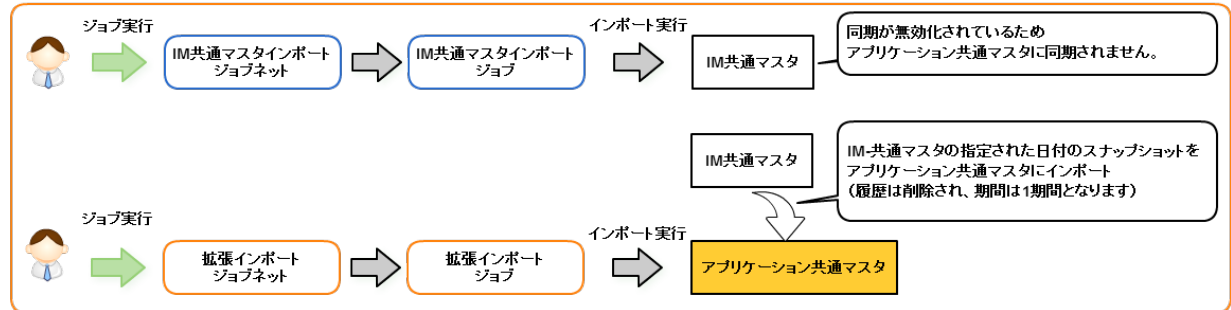 ジョブ実行
IM共通マスタインポート
ジョブネット
IM共通マスタインポート
ジョブ
インポート実行
IM共通マスタ
同期が無効化されているため
アプリケーション共通マスタに同期されません。
IM共通マスタ
IM-共通マスタの指定された日付のスナップショットを
アプリケーション共通マスタにインポート
（履歴は削除され、期間は1期間となります）
ジョブ実行
拡張インポート
ジョブネット
拡張インポート
ジョブ
インポート実行
アプリケーション共通マスタ